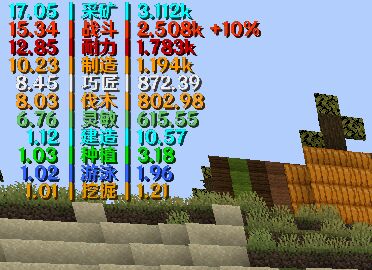 17.05 | 采矿 | 3.112k
15.34 | 战斗 | 2.508k +10%
12.85 | 耐力 | 1.783k
10.23 | 制造 | 1.194k
8.45 | 巧匠 | 872.39
8.03 | 伐木 | 802.98
6.76 | 灵敏 | 615.55
1.12 | 建造 | 10.57
1.03 | 种植 | 3.18
1.02 | 游泳 | 1.96
1.01 | 挖掘 | 1.21